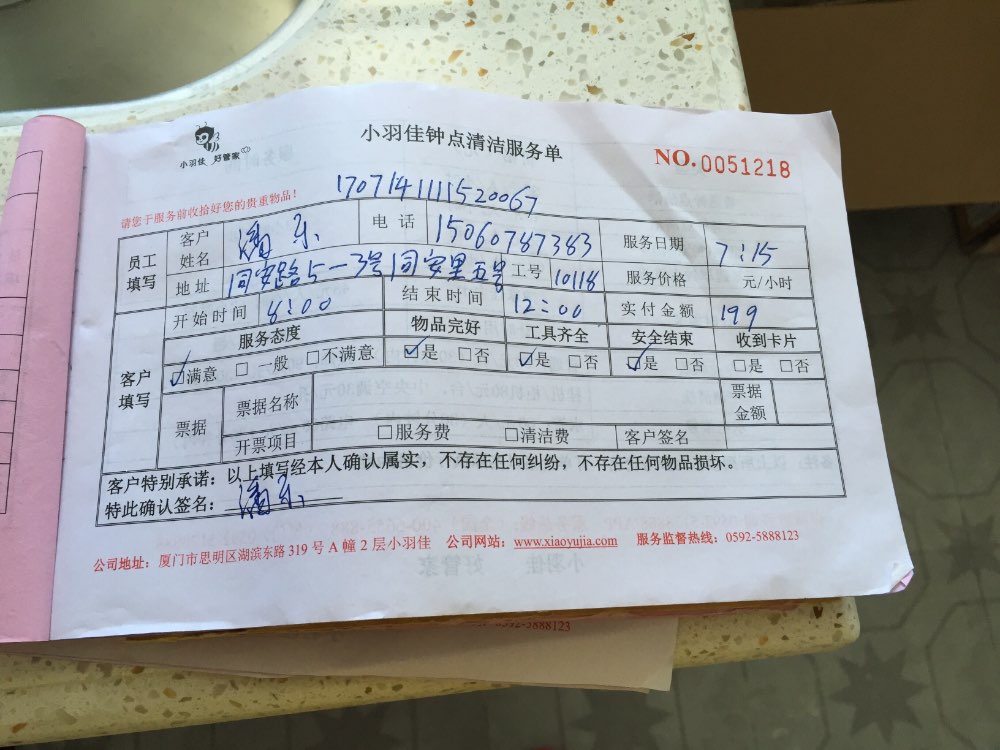 小羽佳 好管家
小羽佳钟点清洁服务单
NO.0051218
请您于服务前收拾好您的贵重物品!
170714111520067
员工填写 客户姓名 电话 15060787383 服务日期 7:15
地址 同安路5-3号同安里五号 工号 10118 服务价格 元/小时
开始时间 8:00 结束时间 12:00 实付金额 199
客户填写 服务态度 物品完好 工具齐全 安全结束 收到卡片
☑满意 □一般 □不满意 ☑是 □否 ☑是 □否 ☑是 □否 □是 □否
票据 票据名称 票据金额
开票项目 □服务费 □清洁费 客户签名
客户特别承诺:以上填写经本人确认属实,不存在任何纠纷,不存在任何物品损坏。
特此确认签名:
公司地址:厦门市思明区湖滨东路319号A幢2层小羽佳 公司网站:www.xiaoyujia.com 服务监督热线:0592-5888123
0592-5888123